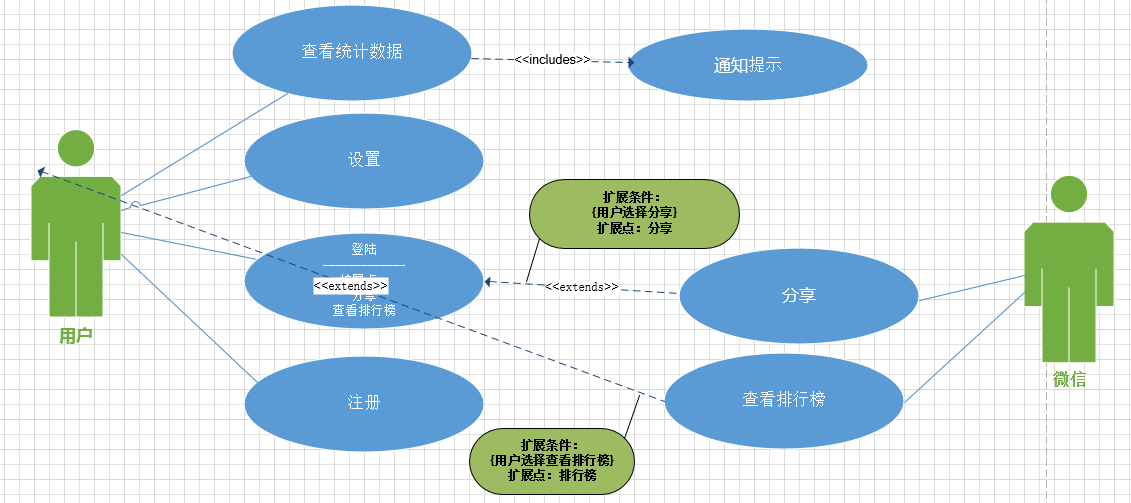 查看统计数据
<<includes>>
通知提示
设置
扩展条件：
{用户选择分享}
扩展点：分享
登陆
扩展点
<<extends>>
分享
查看排行榜
<<extends>>
分享
用户
微信
注册
查看排行榜
扩展条件：
{用户选择查看排行榜}
扩展点：排行榜